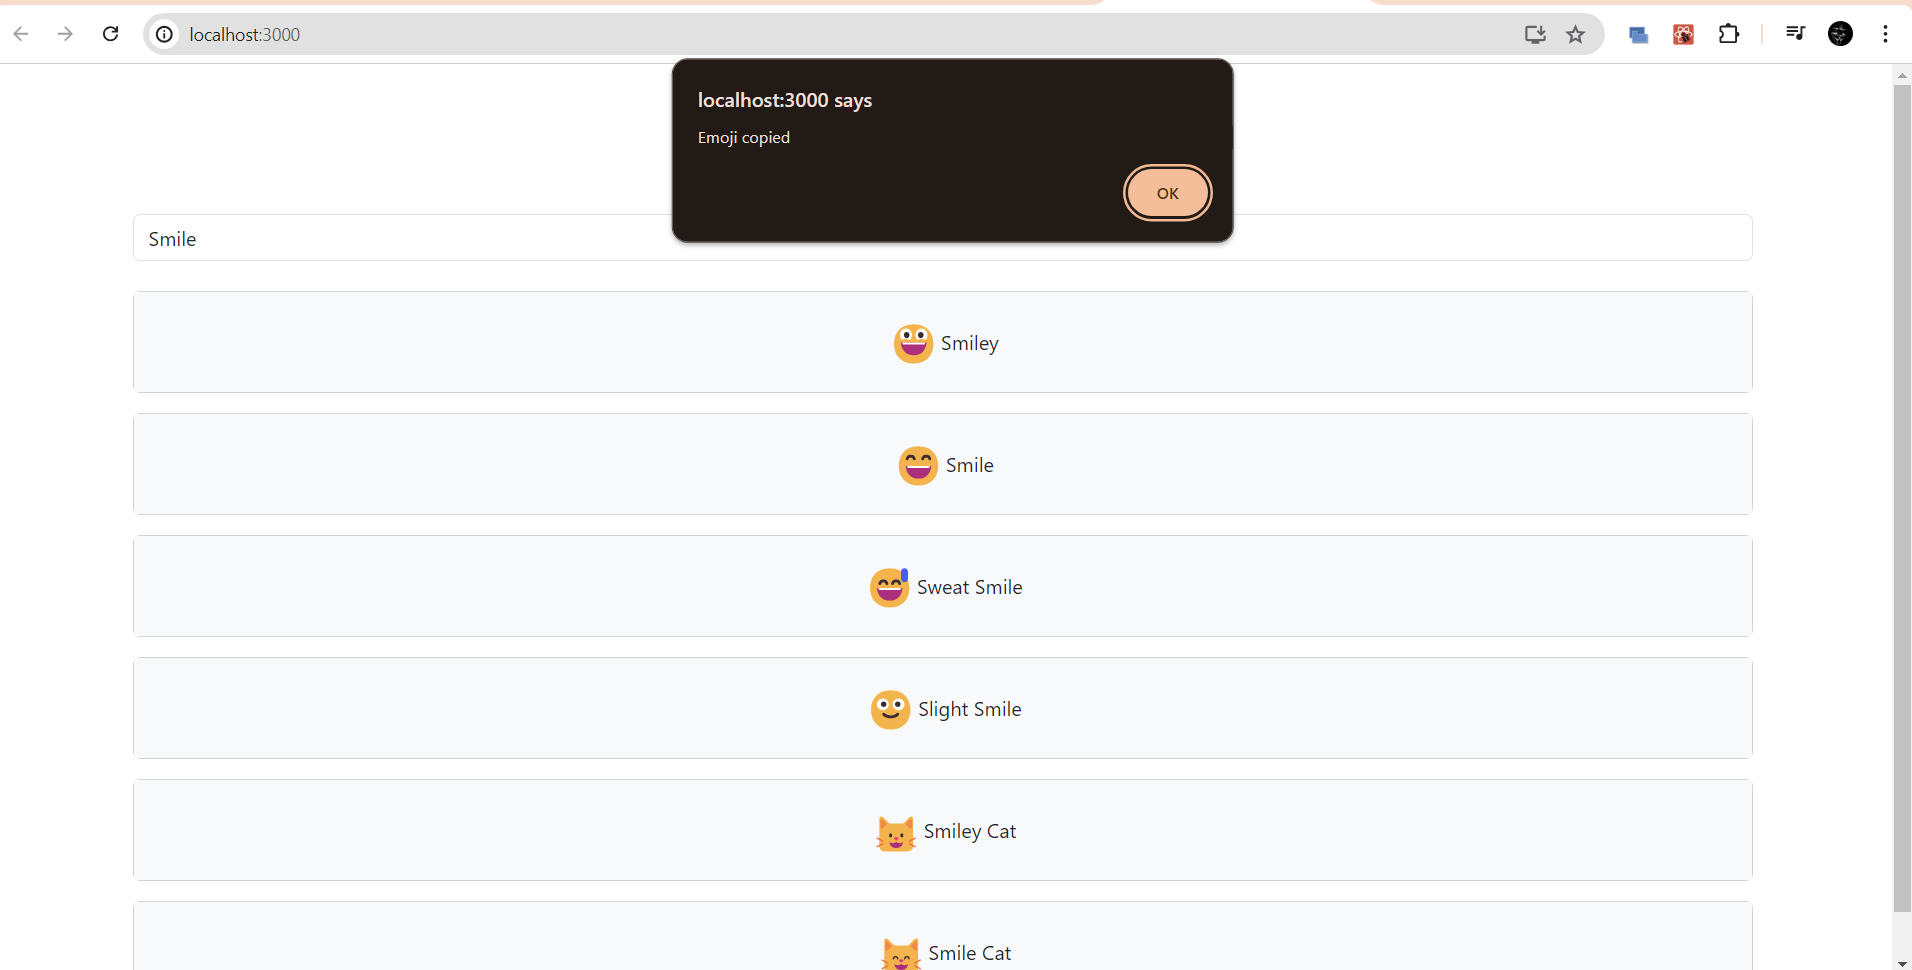 localhost:3000
localhost:3000 says
Emoji copied
OK
Smile
Smiley
Smile
Sweat Smile
Slight Smile
Smiley Cat
Smile Cat